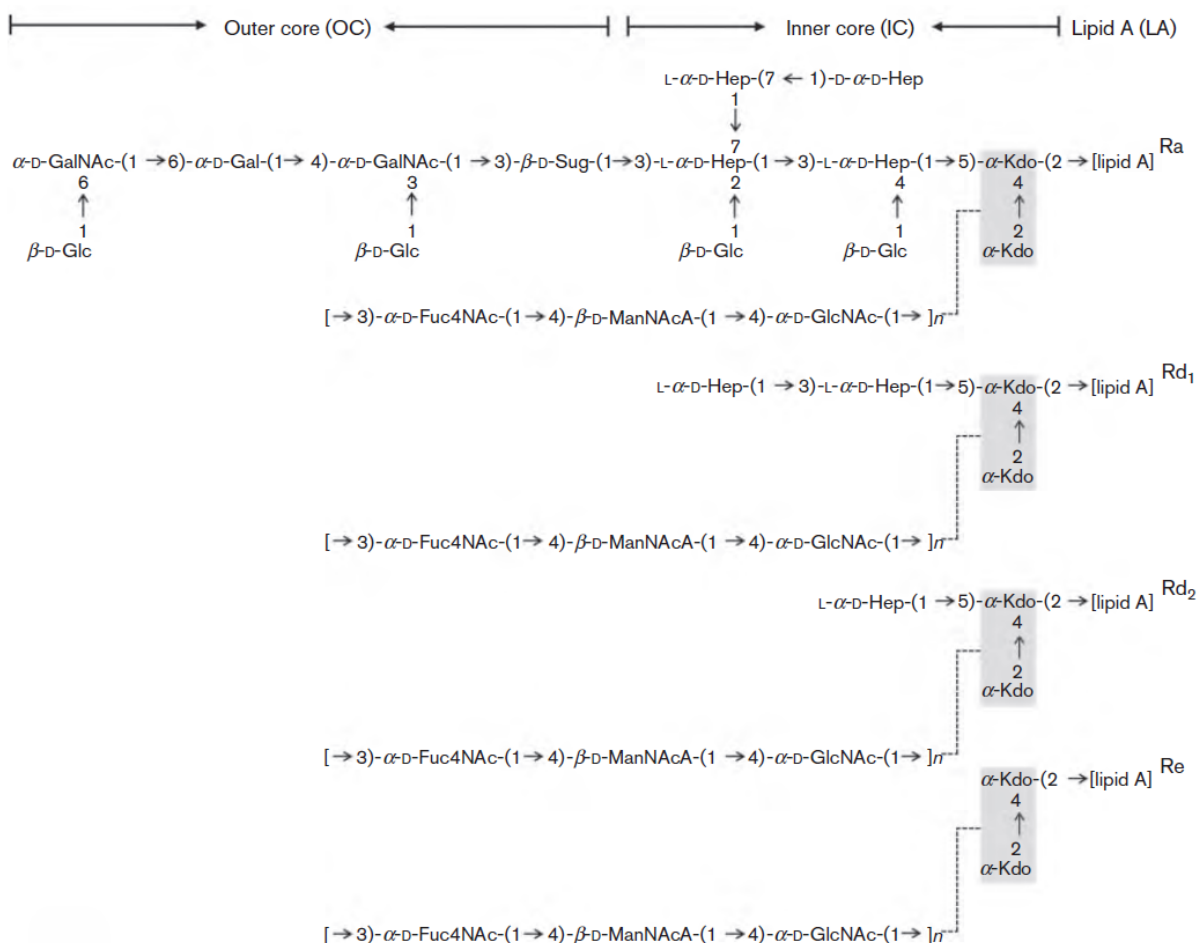 Outer core (OC) Inner core (IC) Lipid A (LA)
L-α-D-Hep-(7 ← 1)-D-α-D-Hep
1
↓
7
α-D-GalNAc-(1 →6)-α-D-Gal-(1→ 4)-α-D-GalNAc-(1 →3)-β-D-Sug-(1→3)-L-α-D-Hep-(1→ 3)-L-α-D-Hep-(1→5)-α-Kdo-(2 →[lipid A] Ra
6 3 2 4 4
↑ ↑ ↑ ↑ ↑
1 1 1 1 2
β-D-Glc β-D-Glc β-D-Glc β-D-Glc α-Kdo
[→ 3)-α-D-Fuc4NAc-(1→4)-β-D-ManNAcA-(1 →4)-α-D-GlcNAc-(1→ ]n
L-α-D-Hep-(1 → 3)-L-α-D-Hep-(1→5)-α-Kdo-(2 →[lipid A] Rd1
4
↑
2
α-Kdo
[→ 3)-α-D-Fuc4NAc-(1→4)-β-D-ManNAcA-(1 →4)-α-D-GlcNAc-(1→ ]n
L-α-D-Hep-(1 →5)-α-Kdo-(2 →[lipid A] Rd2
4
↑
2
α-Kdo
[→ 3)-α-D-Fuc4NAc-(1→4)-β-D-ManNAcA-(1 →4)-α-D-GlcNAc-(1→ ]n
α-Kdo-(2 →[lipid A] Re
4
↑
2
α-Kdo
[→ 3)-α-D-Fuc4NAc-(1→4)-β-D-ManNAcA-(1 →4)-α-D-GlcNAc-(1→ ]n